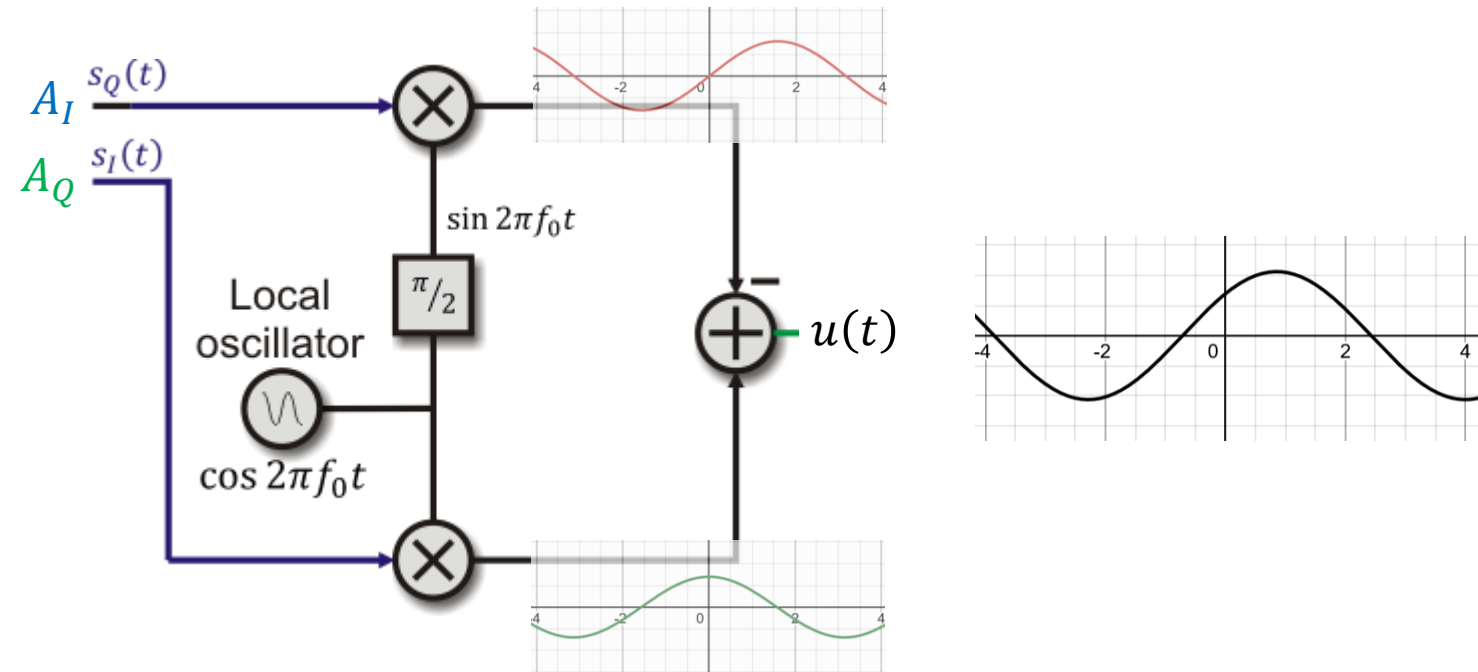 s_Q(t)
A_I
s_I(t)
A_Q
sin 2πf_0t
π/2
Local
oscillator
cos 2πf_0t
−
+
u(t)
4 -2 0 2 4
-4 -2 0 2 4
4 -2 0 2 4